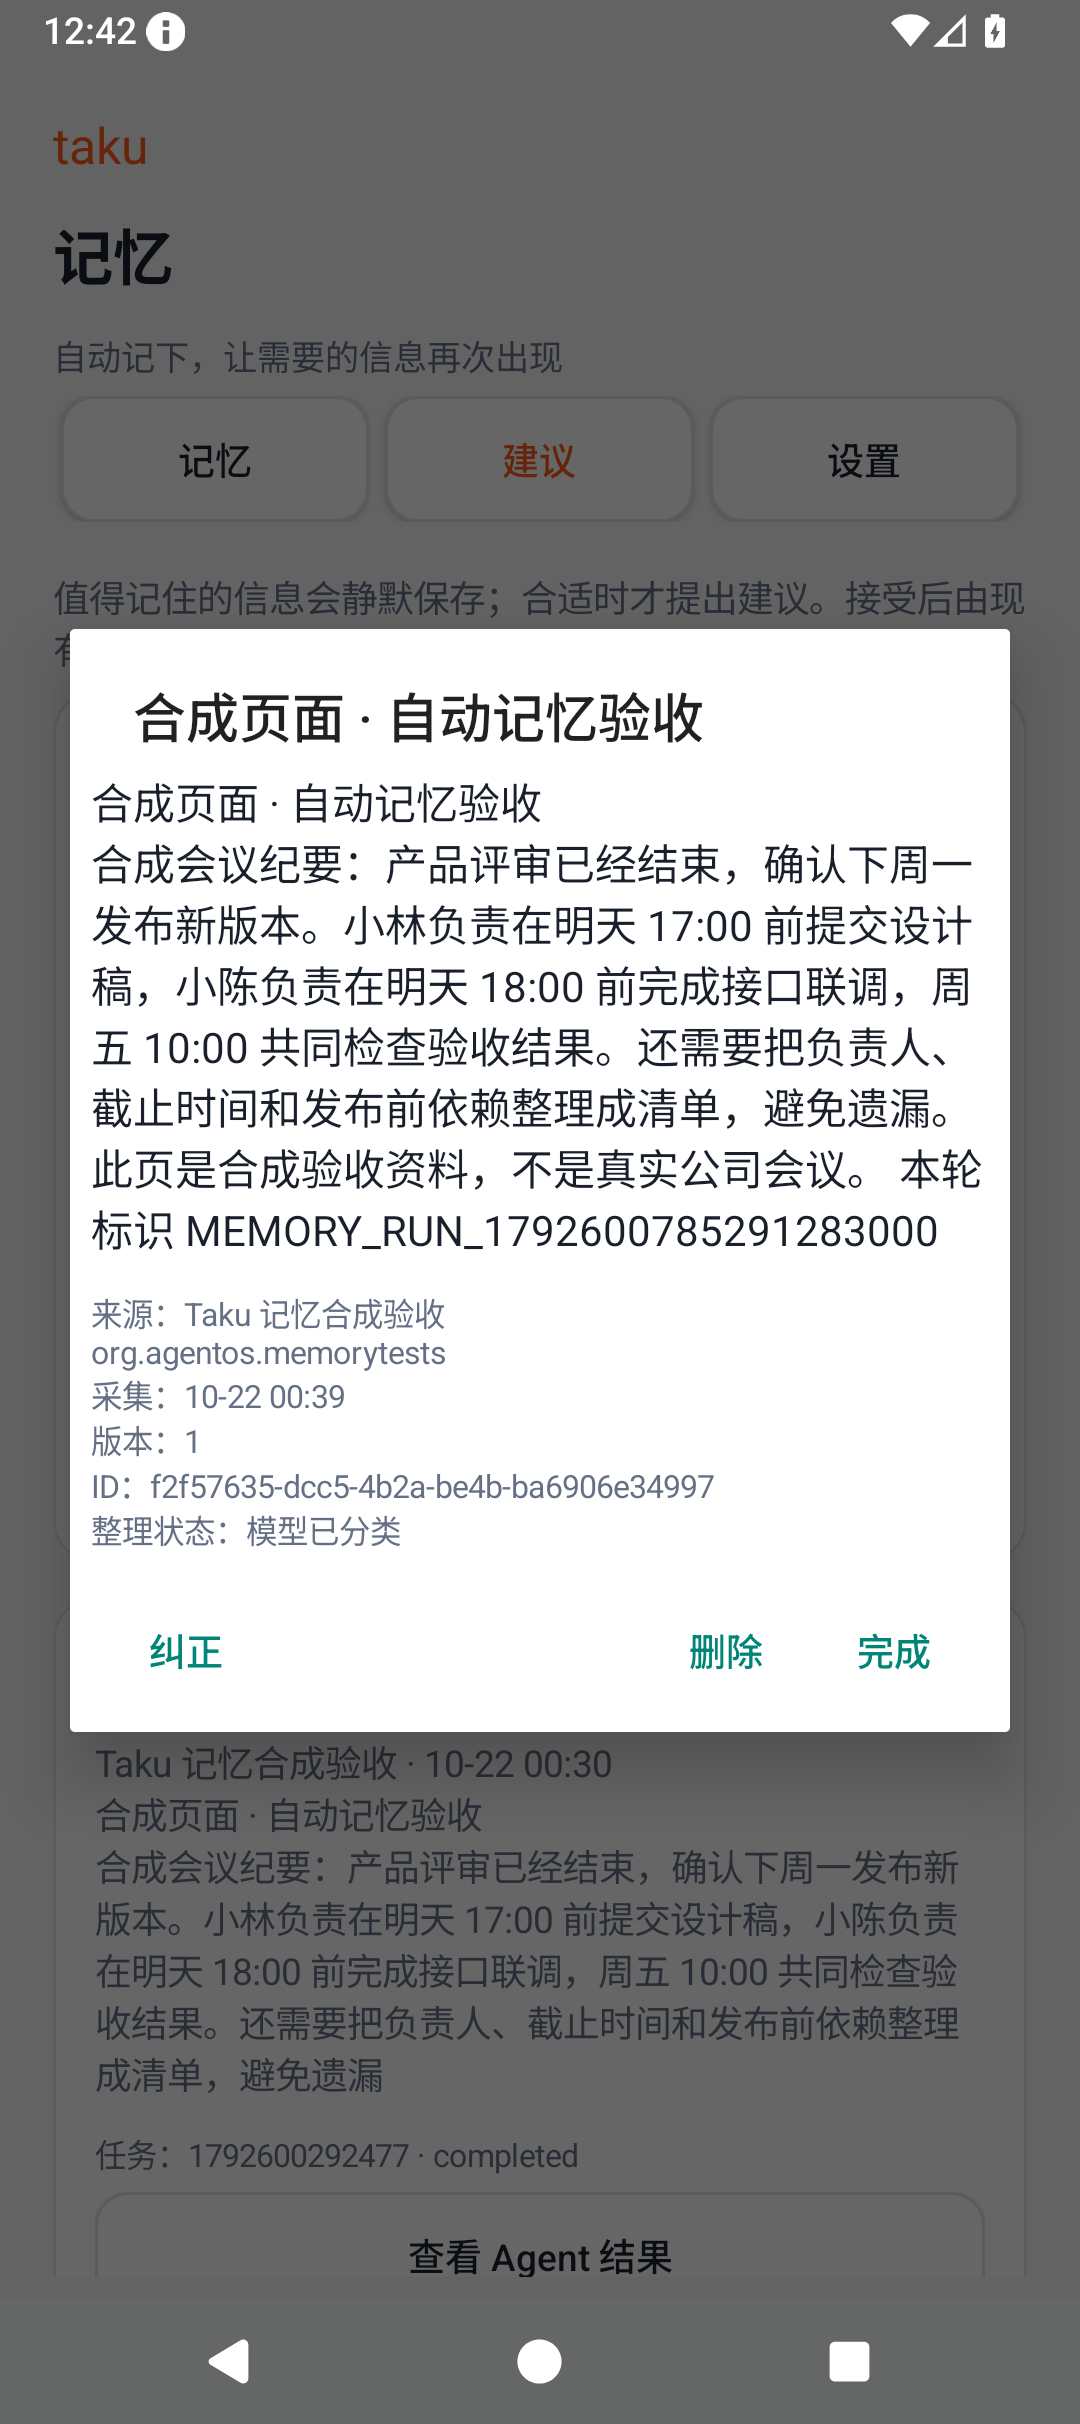 12:42
taku
记忆
自动记下，让需要的信息再次出现
记忆
建议
设置
值得记住的信息会静默保存；合适时才提出建议。接受后由现
合成页面 · 自动记忆验收
合成页面 · 自动记忆验收
合成会议纪要：产品评审已经结束，确认下周一
发布新版本。小林负责在明天 17:00 前提交设计
稿，小陈负责在明天 18:00 前完成接口联调，周
五 10:00 共同检查验收结果。还需要把负责人、
截止时间和发布前依赖整理成清单，避免遗漏。
此页是合成验收资料，不是真实公司会议。 本轮
标识 MEMORY_RUN_1792600785291283000
来源：Taku 记忆合成验收
org.agentos.memorytests
采集：10-22 00:39
版本：1
ID：f2f57635-dcc5-4b2a-be4b-ba6906e34997
整理状态：模型已分类
纠正
删除
完成
Taku 记忆合成验收 · 10-22 00:30
合成页面 · 自动记忆验收
合成会议纪要：产品评审已经结束，确认下周一发布新
版本。小林负责在明天 17:00 前提交设计稿，小陈负责
在明天 18:00 前完成接口联调，周五 10:00 共同检查验
收结果。还需要把负责人、截止时间和发布前依赖整理
成清单，避免遗漏
任务：1792600292477 · completed
查看 Agent 结果